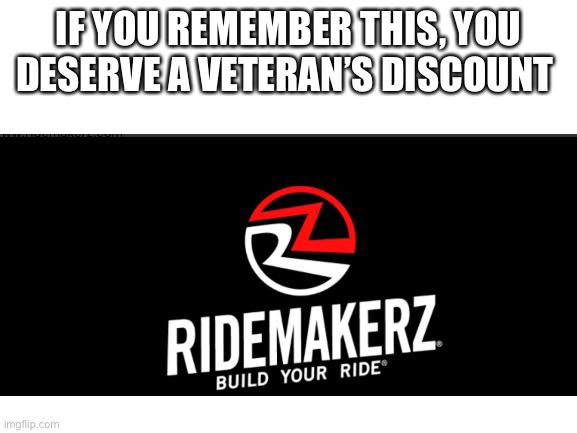 IF YOU REMEMBER THIS, YOU
DESERVE A VETERAN’S DISCOUNT
RIDEMAKERZ®
BUILD YOUR RIDE®
imgflip.com